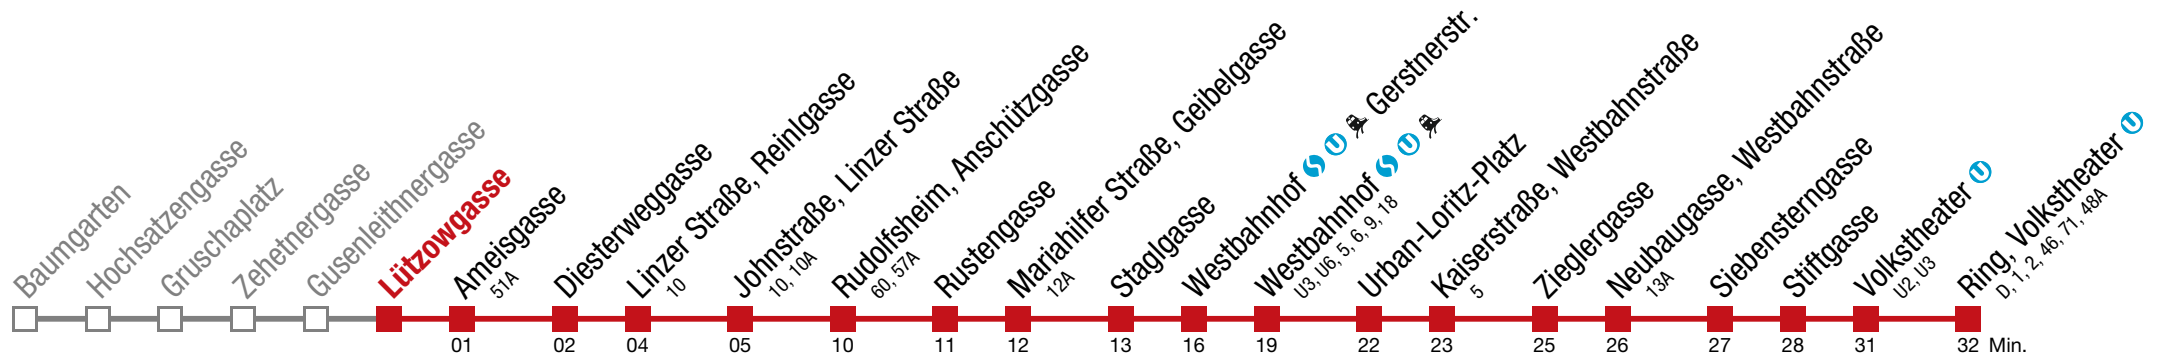 Baumgarten
Hochsatzengasse
Gruschaplatz
Zehetnergasse
Gusenleithnergasse
Lützowgasse
Ameisgasse
51A
Diesterweggasse
Linzer Straße, Reinlgasse
10
Johnstraße, Linzer Straße
10, 10A
Rudolfsheim, Anschützgasse
60, 57A
Rustengasse
Mariahilfer Straße, Geibelgasse
12A
Staglgasse
Westbahnhof S U Gerstnerstr.
Westbahnhof S U
U3, U6, 5, 6, 9, 18
Urban-Loritz-Platz
Kaiserstraße, Westbahnstraße
5
Zieglergasse
Neubaugasse, Westbahnstraße
13A
Siebensterngasse
Stiftgasse
Volkstheater U
U2, U3
Ring, Volkstheater U
D, 1, 2, 46, 71, 48A
01 02 04 05 10 11 12 13 16 19 22 23 25 26 27 28 31 32 Min.